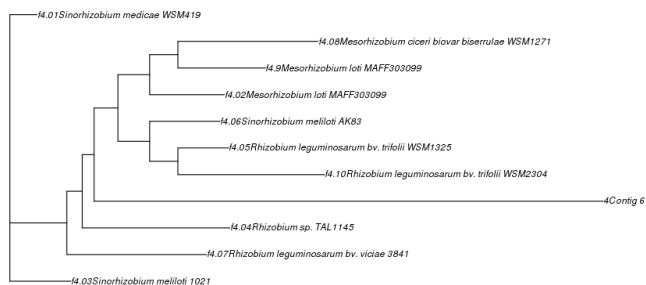 f4.01Sinorhizobium medicae WSM419
f4.08Mesorhizobium ciceri biovar biserrulae WSM1271
f4.9Mesorhizobium loti MAFF303099
f4.02Mesorhizobium loti MAFF303099
f4.06Sinorhizobium meliloti AK83
f4.05Rhizobium leguminosarum bv. trifolii WSM1325
f4.10Rhizobium leguminosarum bv. trifolii WSM2304
4Contig 6
f4.04Rhizobium sp. TAL1145
f4.07Rhizobium leguminosarum bv. viciae 3841
f4.03Sinorhizobium meliloti 1021